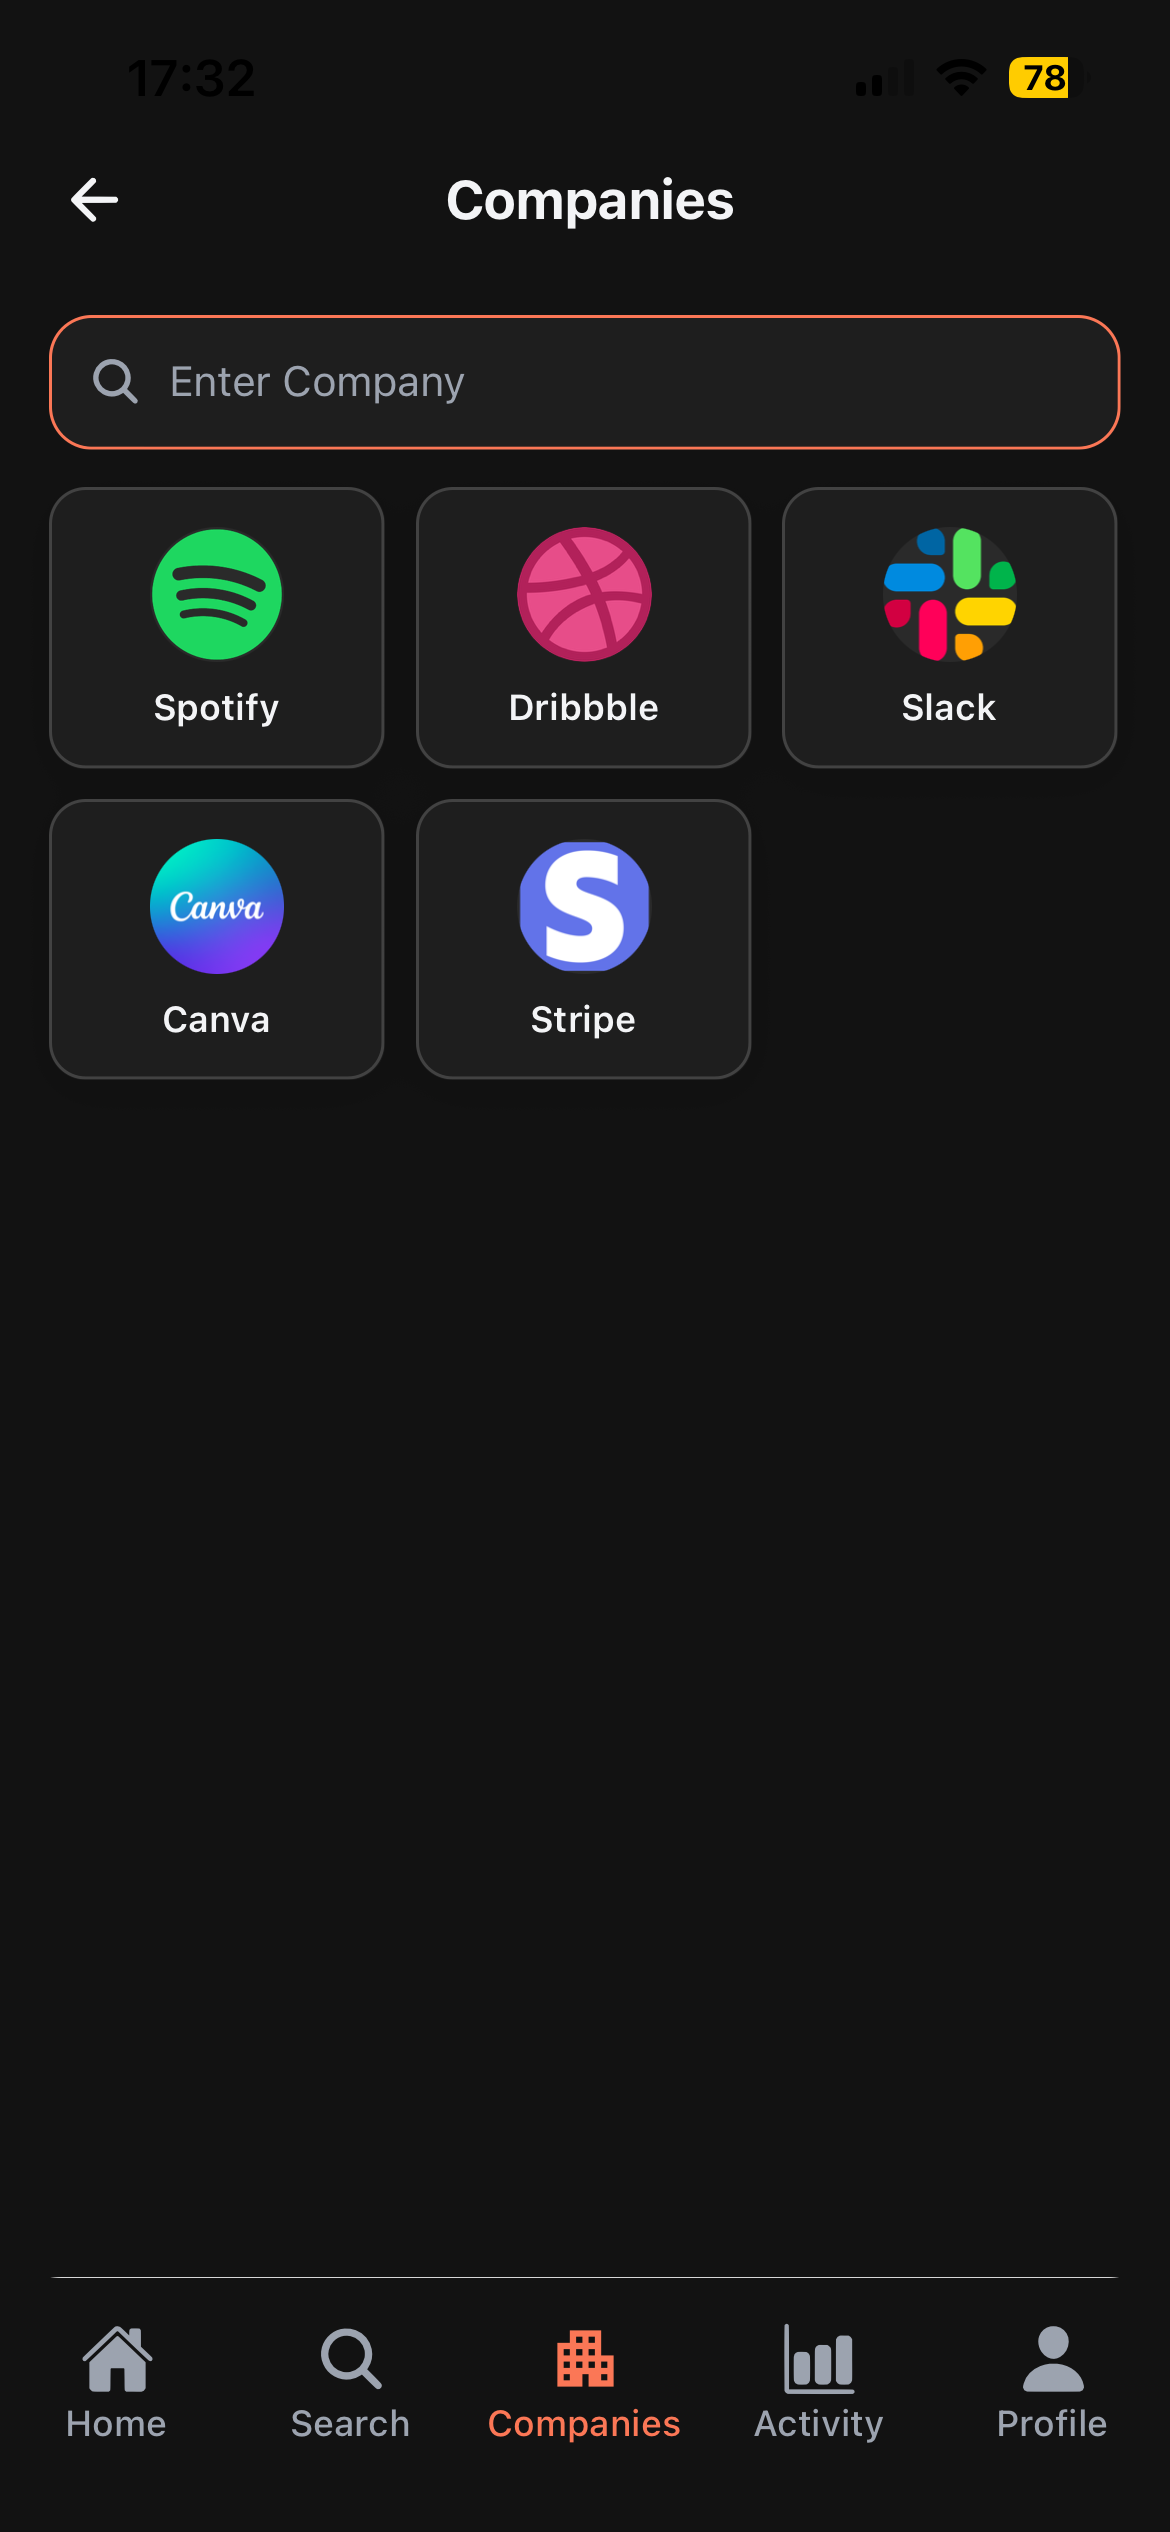 17:32
78
Companies
Enter Company
Spotify
Dribbble
Slack
Canva
Canva
Stripe
S
Home
Search
Companies
Activity
Profile